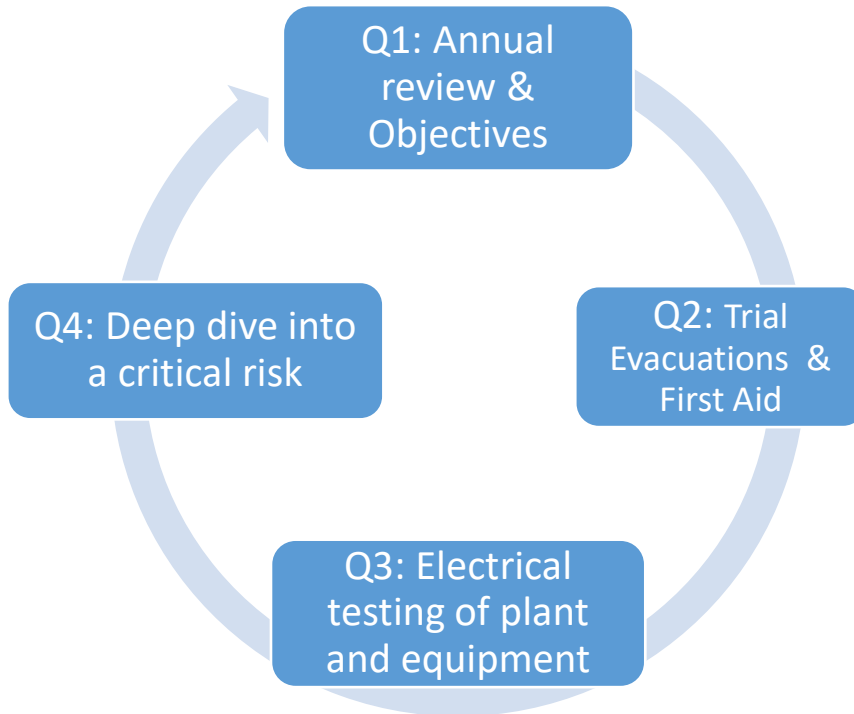 Q1: Annual
review &
Objectives
Q2: Trial
Evacuations &
First Aid
Q3: Electrical
testing of plant
and equipment
Q4: Deep dive into
a critical risk